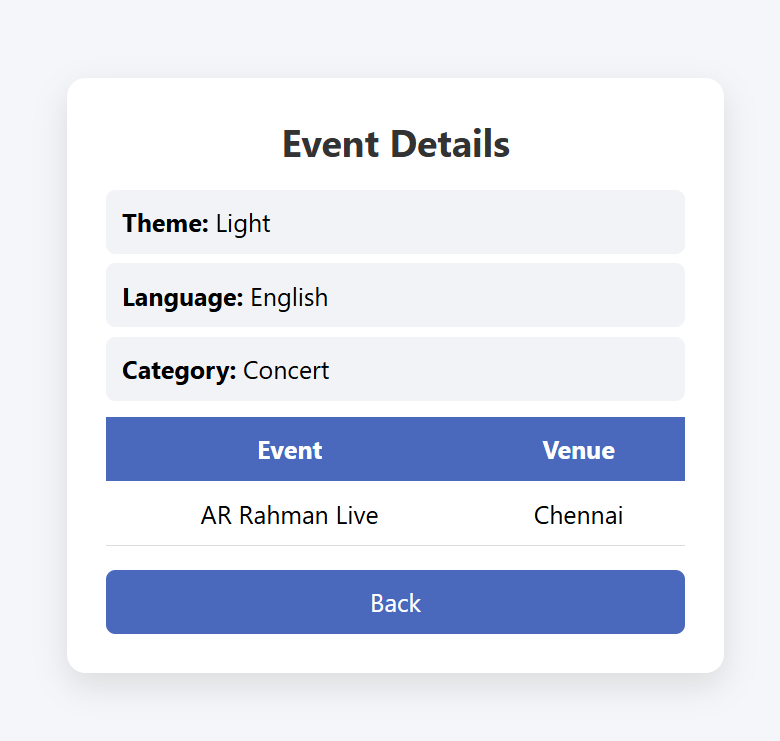 Event Details
Theme: Light
Language: English
Category: Concert
Event Venue
AR Rahman Live Chennai
Back